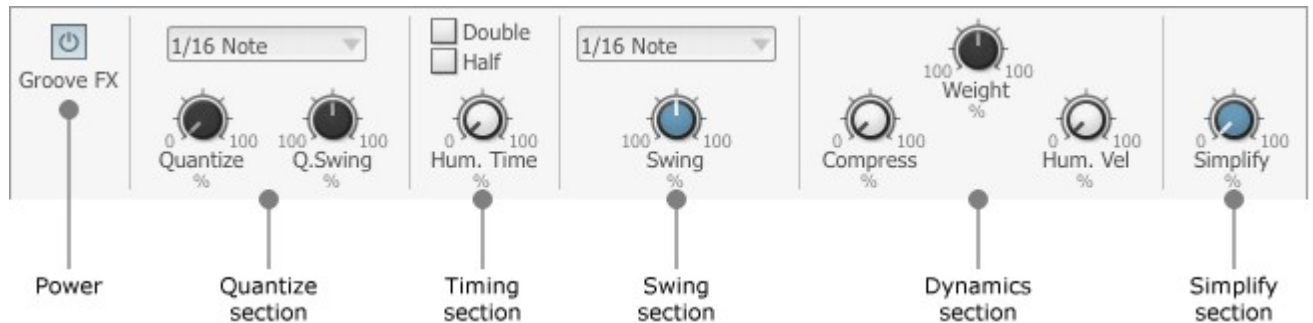 Groove FX
1/16 Note
0 100
Quantize
%
100 100
Q.Swing
%
Double
Half
0 100
Hum. Time
%
1/16 Note
100 100
Swing
%
0 100
Compress
%
100 100
Weight
%
0 100
Hum. Vel
%
0 100
Simplify
%
Power
Quantize
section
Timing
section
Swing
section
Dynamics
section
Simplify
section